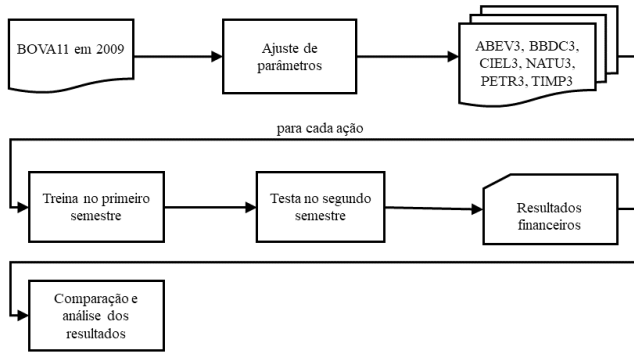 BOVA11 em 2009
Ajuste de
parâmetros
ABEV3, BBDC3,
CIEL3, NATU3,
PETR3, TIMP3
para cada ação
Treina no primeiro
semestre
Testa no segundo
semestre
Resultados
financeiros
Comparação e
análise dos
resultados